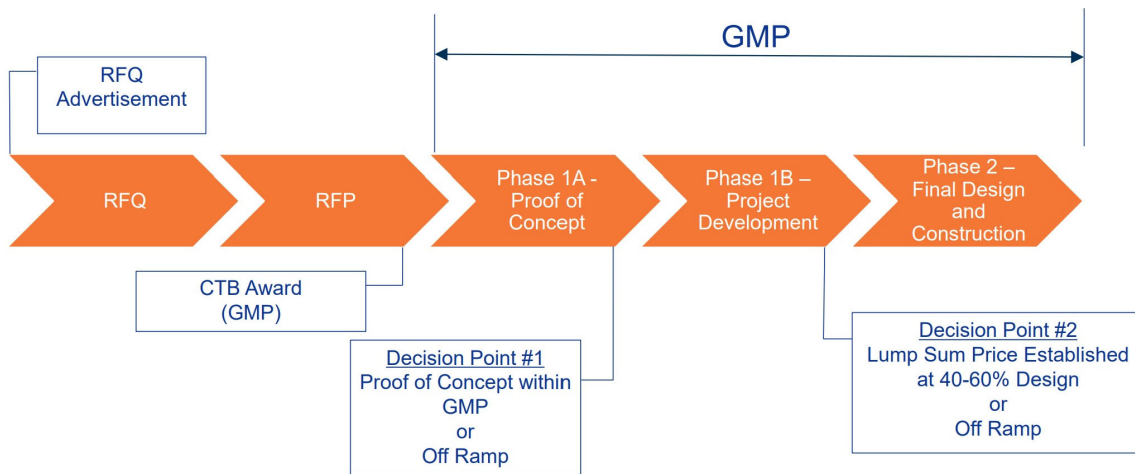 GMP
RFQ
Advertisement
RFQ
RFP
Phase 1A -
Proof of
Concept
Phase 1B –
Project
Development
Phase 2 –
Final Design
and
Construction
CTB Award
(GMP)
Decision Point #1
Proof of Concept within
GMP
or
Off Ramp
Decision Point #2
Lump Sum Price Established
at 40-60% Design
or
Off Ramp